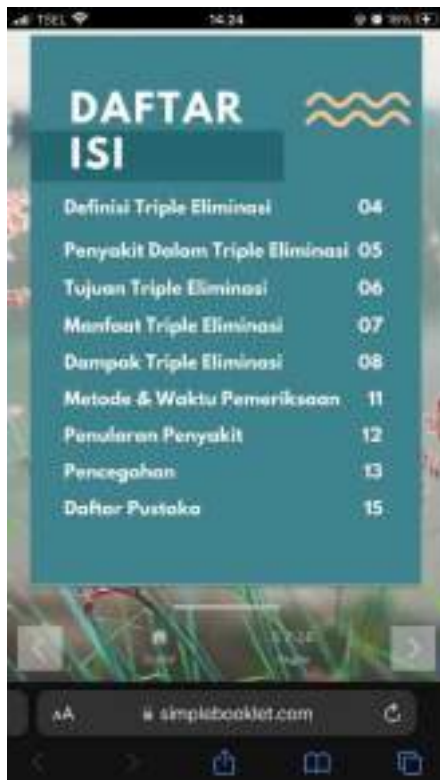 TSEL 14.24
DAFTAR
ISI
Definisi Triple Eliminasi 04
Penyakit Dalam Triple Eliminasi 05
Tujuan Triple Eliminasi 06
Manfaat Triple Eliminasi 07
Dampak Triple Eliminasi 08
Metode & Waktu Pemeriksaan 11
Penularan Penyakit 12
Pencegahan 13
Daftar Pustaka 15
AA simplebooklet.com